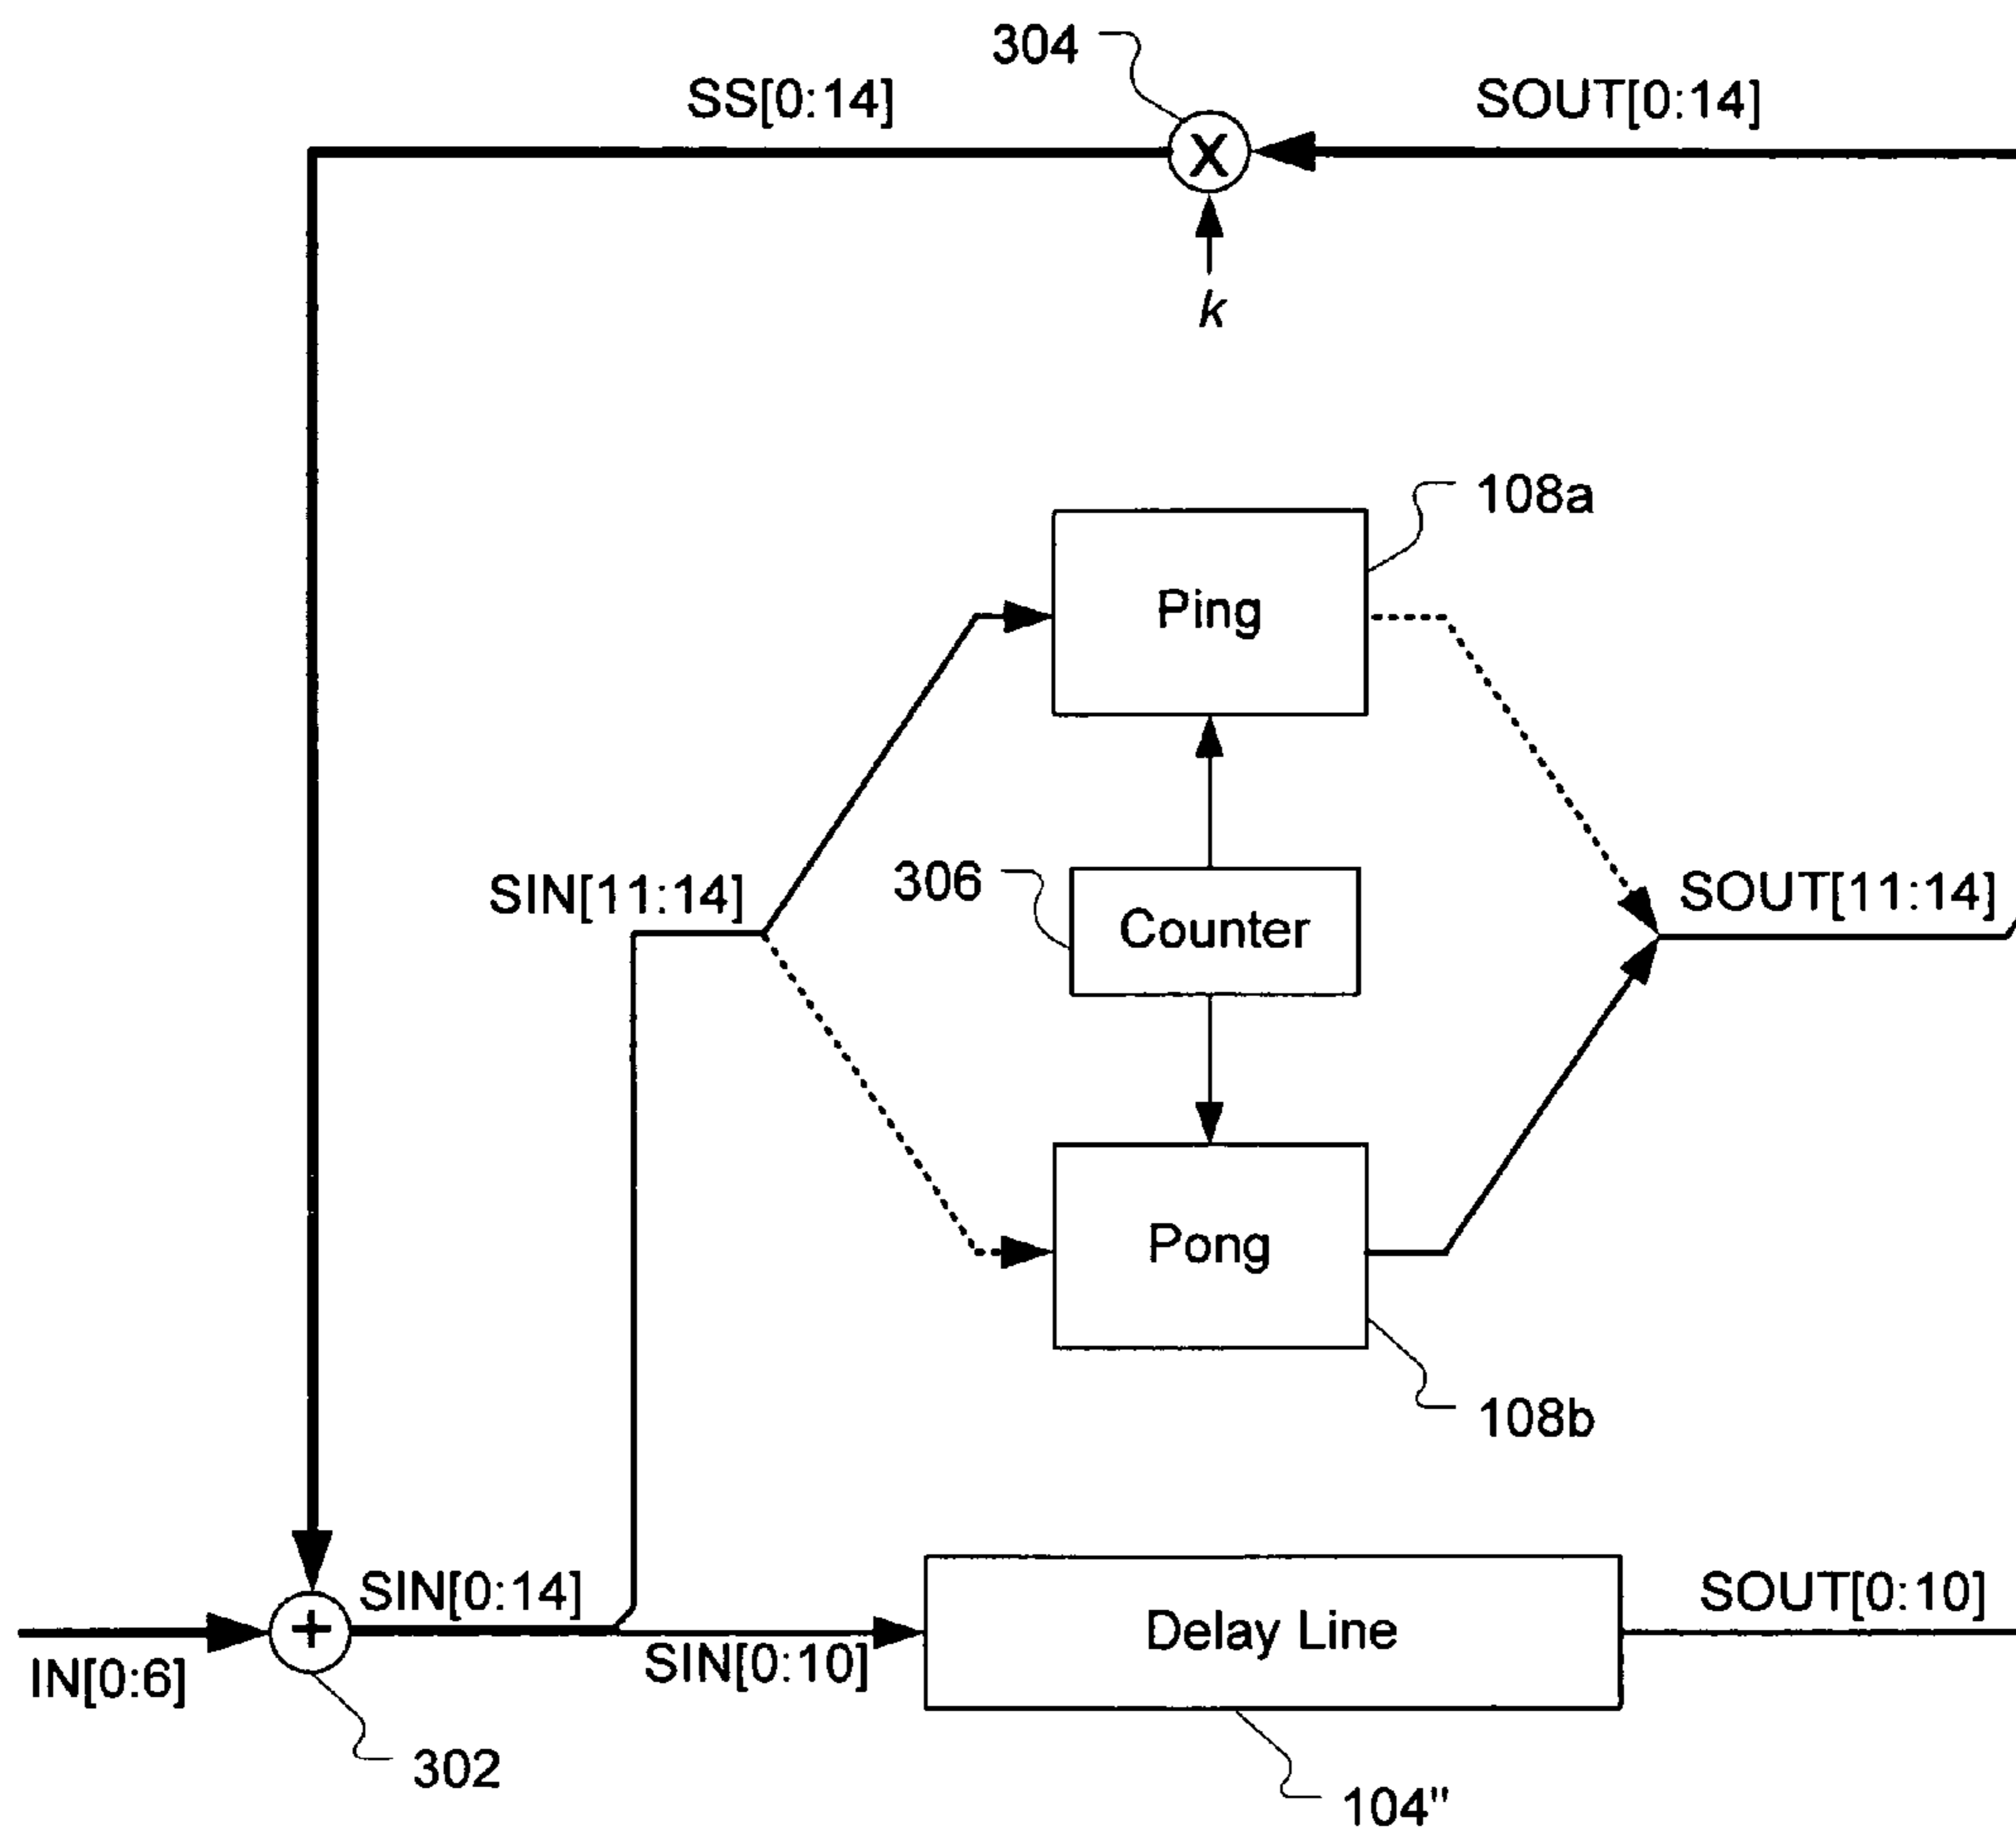 304
SS[0:14]
SOUT[0:14]
X
k
108a
Ping
306
Counter
SIN[11:14]
SOUT[11:14]
Pong
108b
SIN[0:14]
+
IN[0:6]
SIN[0:10]
Delay Line
SOUT[0:10]
302
104"